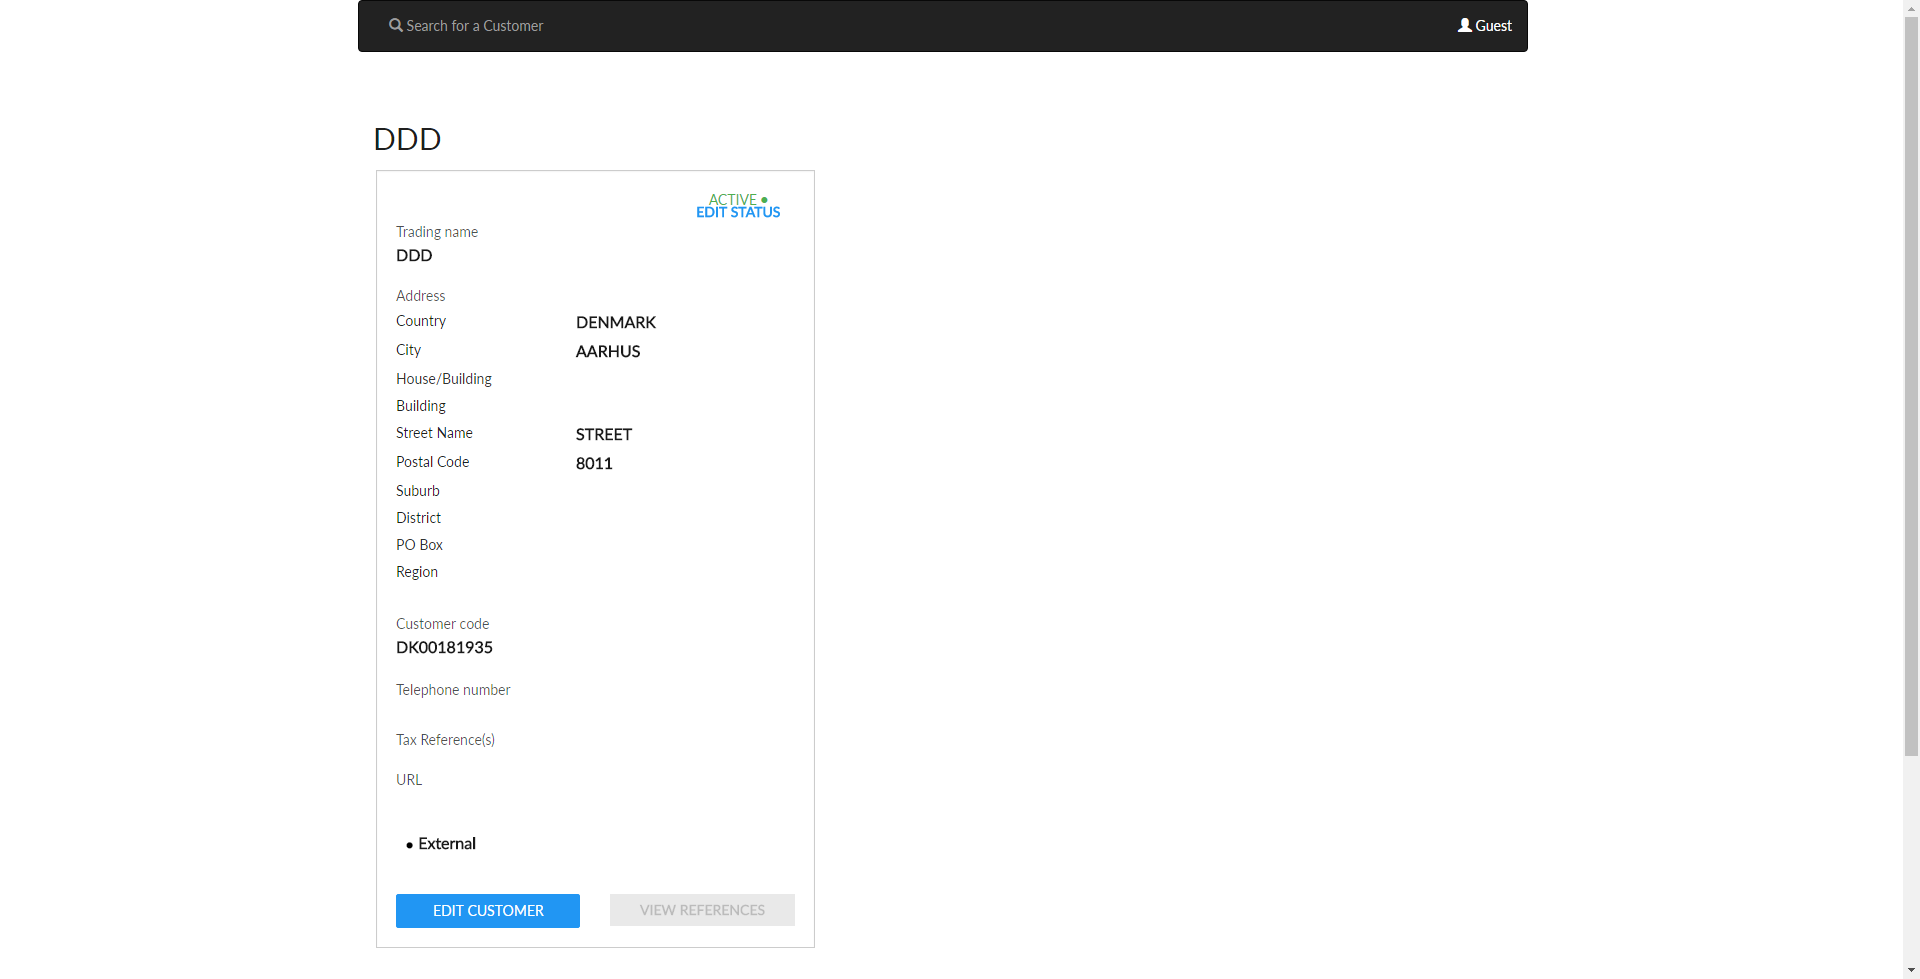 Search for a Customer
Guest
DDD
ACTIVE ●
EDIT STATUS
Trading name
DDD
Address
Country DENMARK
City AARHUS
House/Building
Building
Street Name STREET
Postal Code 8011
Suburb
District
PO Box
Region
Customer code
DK00181935
Telephone number
Tax Reference(s)
URL
● External
EDIT CUSTOMER VIEW REFERENCES